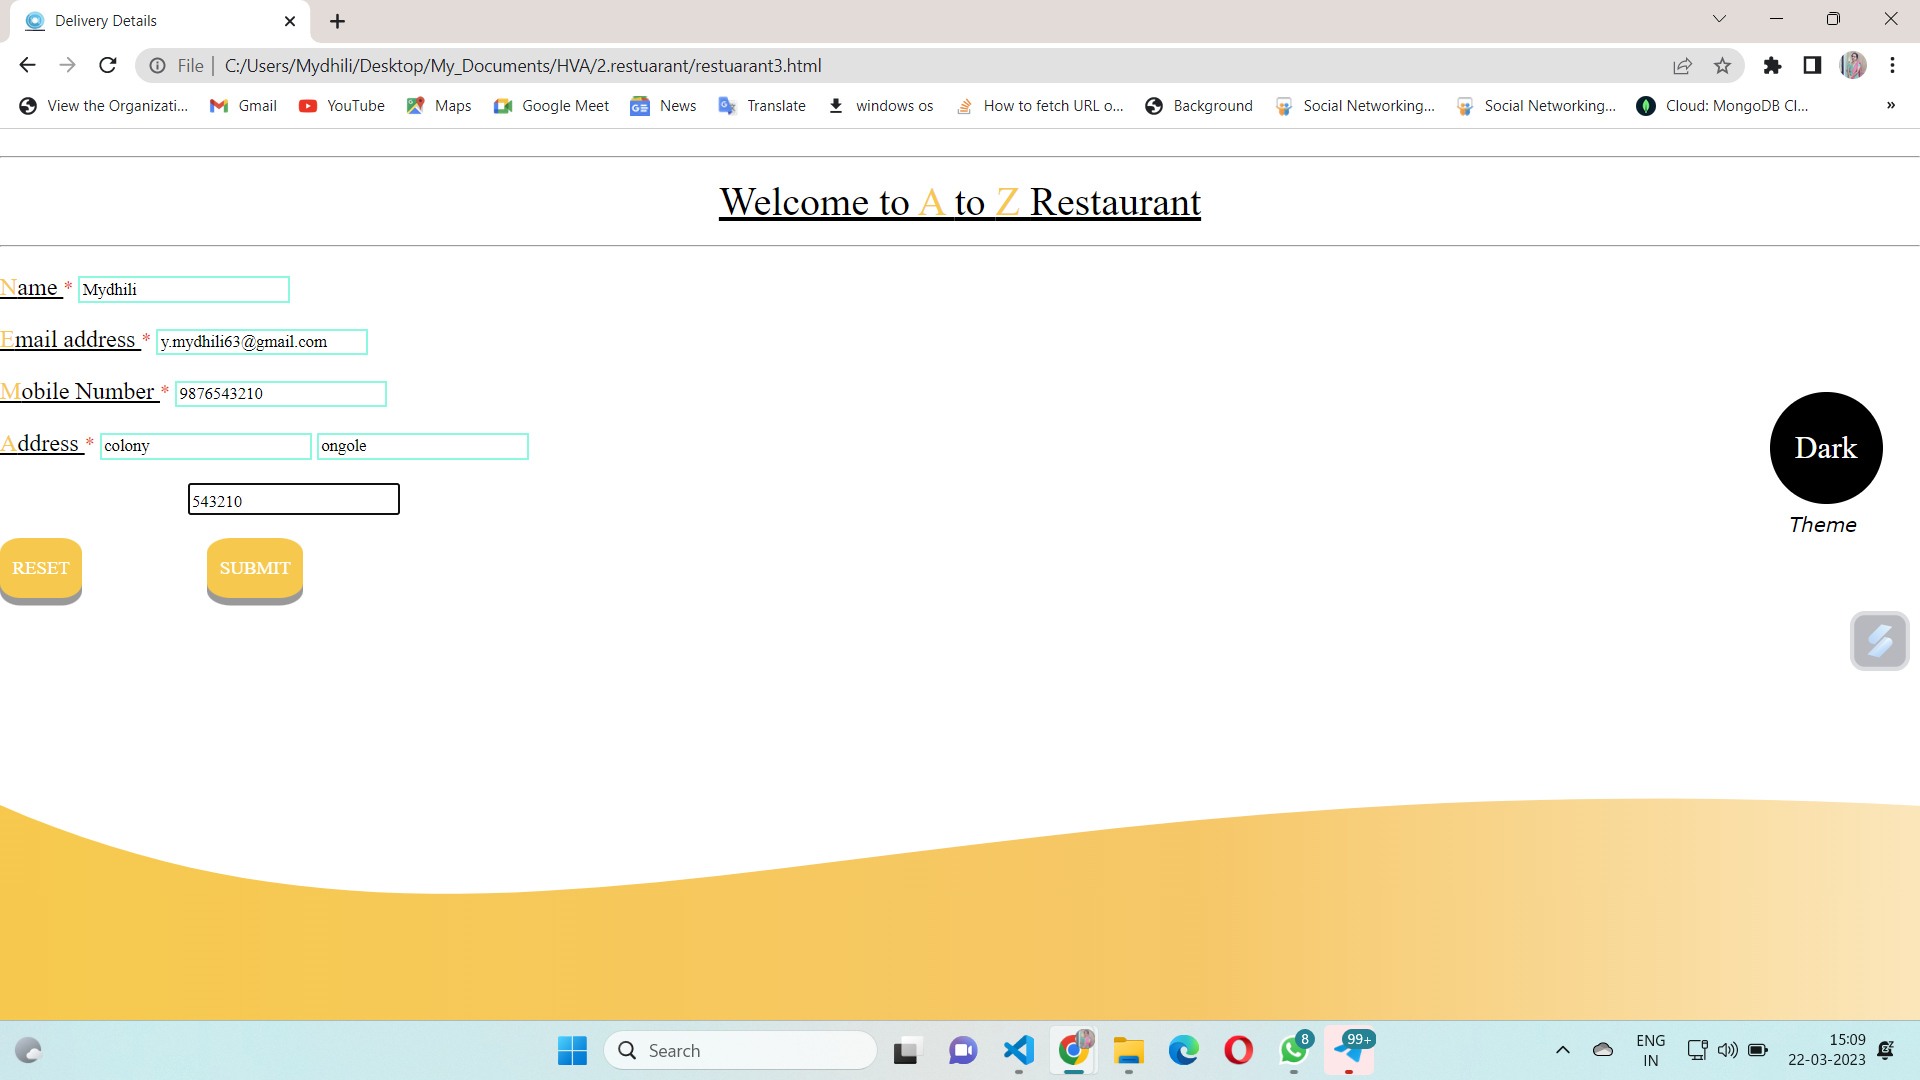 Delivery Details
File | C:/Users/Mydhili/Desktop/My_Documents/HVA/2.restuarant/restuarant3.html
View the Organizati... Gmail YouTube Maps Google Meet News Translate windows os How to fetch URL o... Background Social Networking... Social Networking... Cloud: MongoDB Cl... »
Welcome to A to Z Restaurant
Name * Mydhili
Email address * y.mydhili63@gmail.com
Mobile Number * 9876543210
Address * colony ongole
543210
Dark
Theme
RESET SUBMIT
Search 8 99+ ENG IN 15:09
22-03-2023